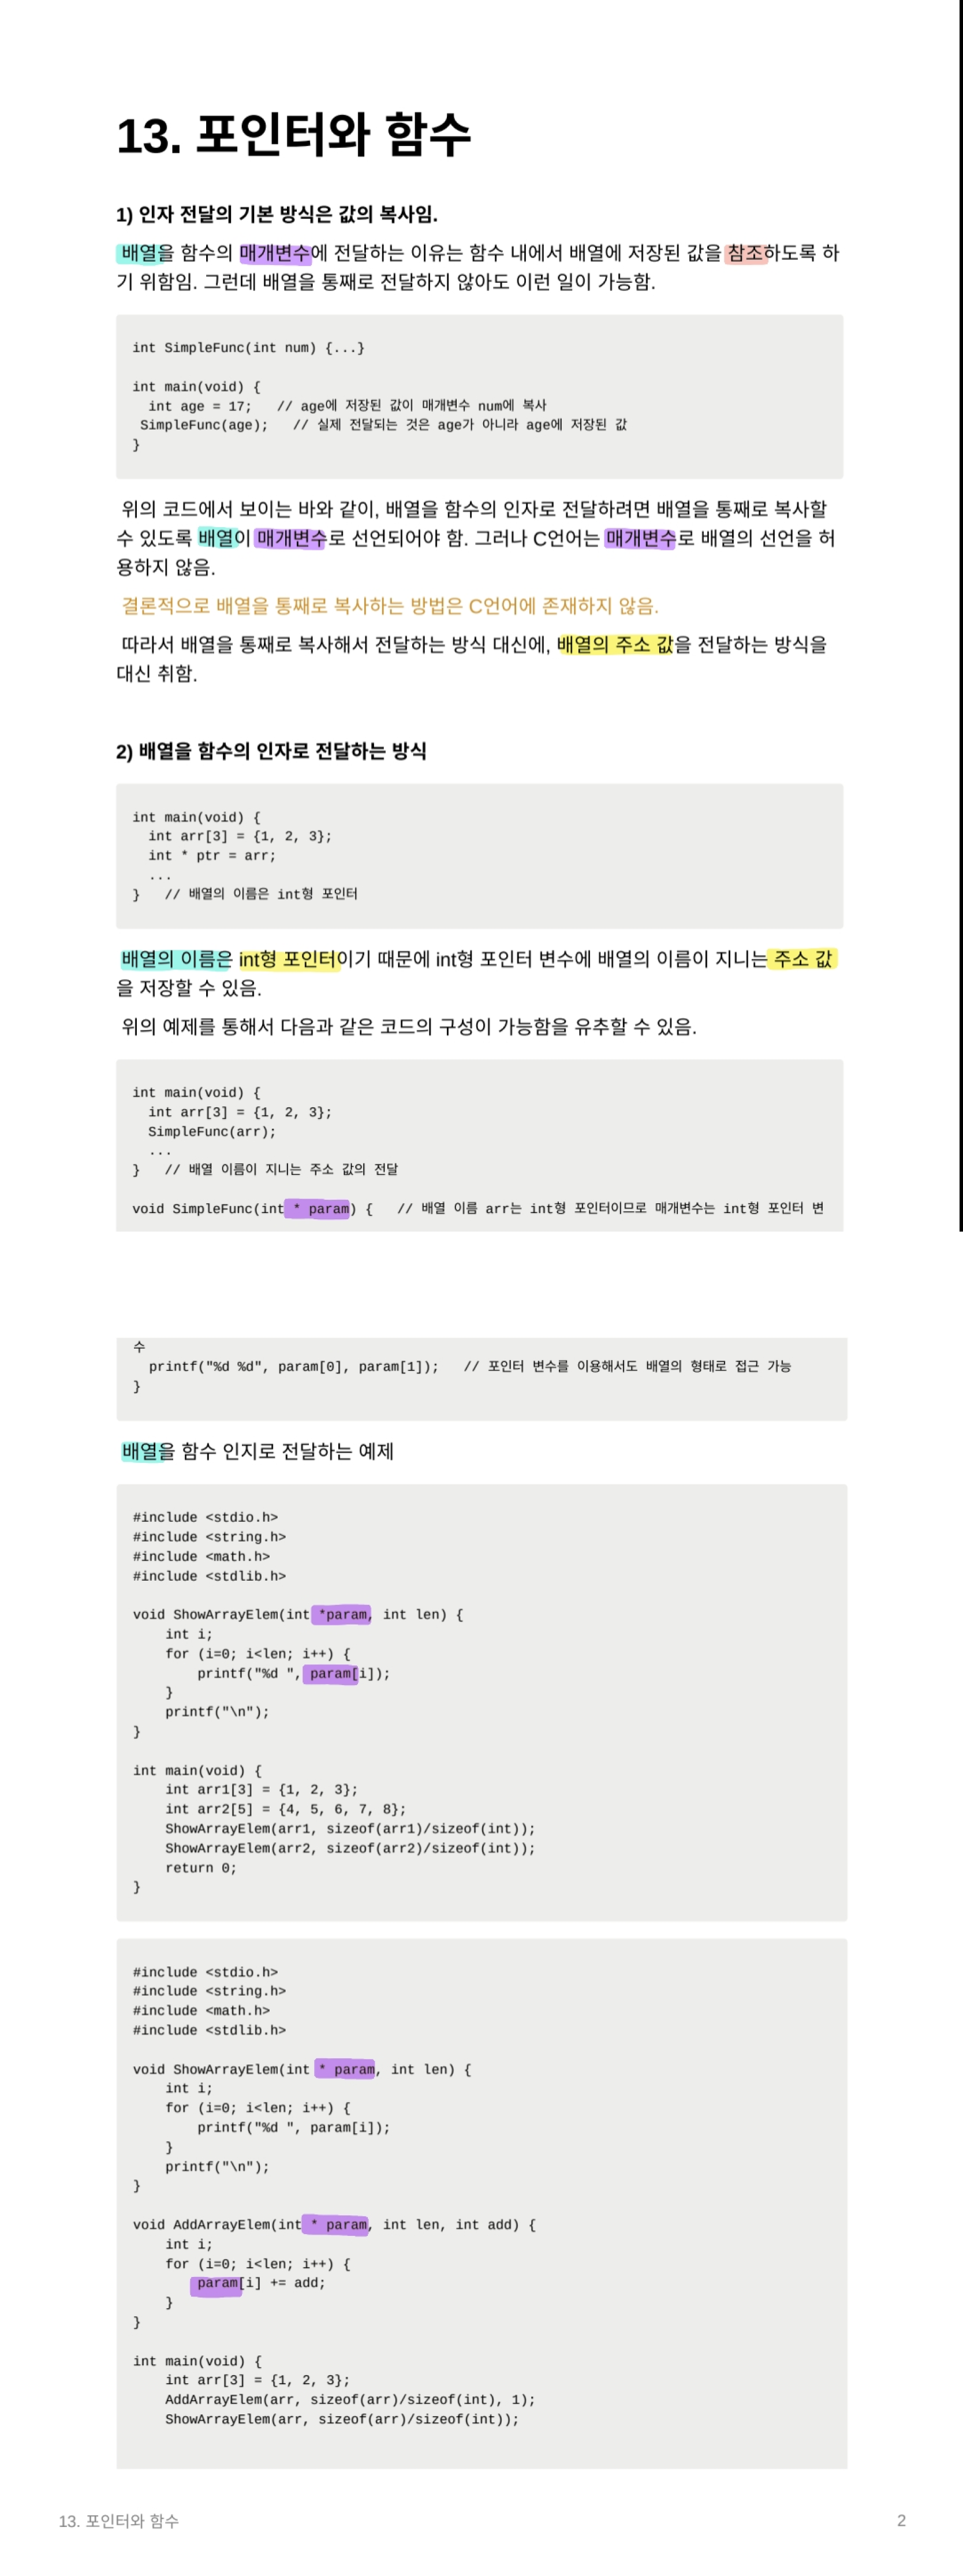 13. 포인터와 함수
1) 인자 전달의 기본 방식은 값의 복사임.
배열을 함수의 매개변수에 전달하는 이유는 함수 내에서 배열에 저장된 값을 참조하도록 하
기 위함임. 그런데 배열을 통째로 전달하지 않아도 이런 일이 가능함.
int SimpleFunc(int num) {...}
int main(void) {
int age = 17;   // age에 저장된 값이 매개변수 num에 복사
SimpleFunc(age);   // 실제 전달되는 것은 age가 아니라 age에 저장된 값
}
위의 코드에서 보이는 바와 같이, 배열을 함수의 인자로 전달하려면 배열을 통째로 복사할
수 있도록 배열이 매개변수로 선언되어야 함. 그러나 C언어는 매개변수로 배열의 선언을 허
용하지 않음.
결론적으로 배열을 통째로 복사하는 방법은 C언어에 존재하지 않음.
따라서 배열을 통째로 복사해서 전달하는 방식 대신에, 배열의 주소 값을 전달하는 방식을
대신 취함.
2) 배열을 함수의 인자로 전달하는 방식
int main(void) {
int arr[3] = {1, 2, 3};
int * ptr = arr;
...
}   // 배열의 이름은 int형 포인터
배열의 이름은 int형 포인터이기 때문에 int형 포인터 변수에 배열의 이름이 지니는 주소 값
을 저장할 수 있음.
위의 예제를 통해서 다음과 같은 코드의 구성이 가능함을 유추할 수 있음.
int main(void) {
int arr[3] = {1, 2, 3};
SimpleFunc(arr);
...
}   // 배열 이름이 지니는 주소 값의 전달
void SimpleFunc(int * param) {   // 배열 이름 arr는 int형 포인터이므로 매개변수는 int형 포인터 변
수
printf("%d %d", param[0], param[1]);   // 포인터 변수를 이용해서도 배열의 형태로 접근 가능
}
배열을 함수 인지로 전달하는 예제
#include <stdio.h>
#include <string.h>
#include <math.h>
#include <stdlib.h>
void ShowArrayElem(int *param, int len) {
int i;
for (i=0; i<len; i++) {
printf("%d ", param[i]);
}
printf("\n");
}
int main(void) {
int arr1[3] = {1, 2, 3};
int arr2[5] = {4, 5, 6, 7, 8};
ShowArrayElem(arr1, sizeof(arr1)/sizeof(int));
ShowArrayElem(arr2, sizeof(arr2)/sizeof(int));
return 0;
}
#include <stdio.h>
#include <string.h>
#include <math.h>
#include <stdlib.h>
void ShowArrayElem(int * param, int len) {
int i;
for (i=0; i<len; i++) {
printf("%d ", param[i]);
}
printf("\n");
}
void AddArrayElem(int * param, int len, int add) {
int i;
for (i=0; i<len; i++) {
param[i] += add;
}
}
int main(void) {
int arr[3] = {1, 2, 3};
AddArrayElem(arr, sizeof(arr)/sizeof(int), 1);
ShowArrayElem(arr, sizeof(arr)/sizeof(int));
13. 포인터와 함수 2